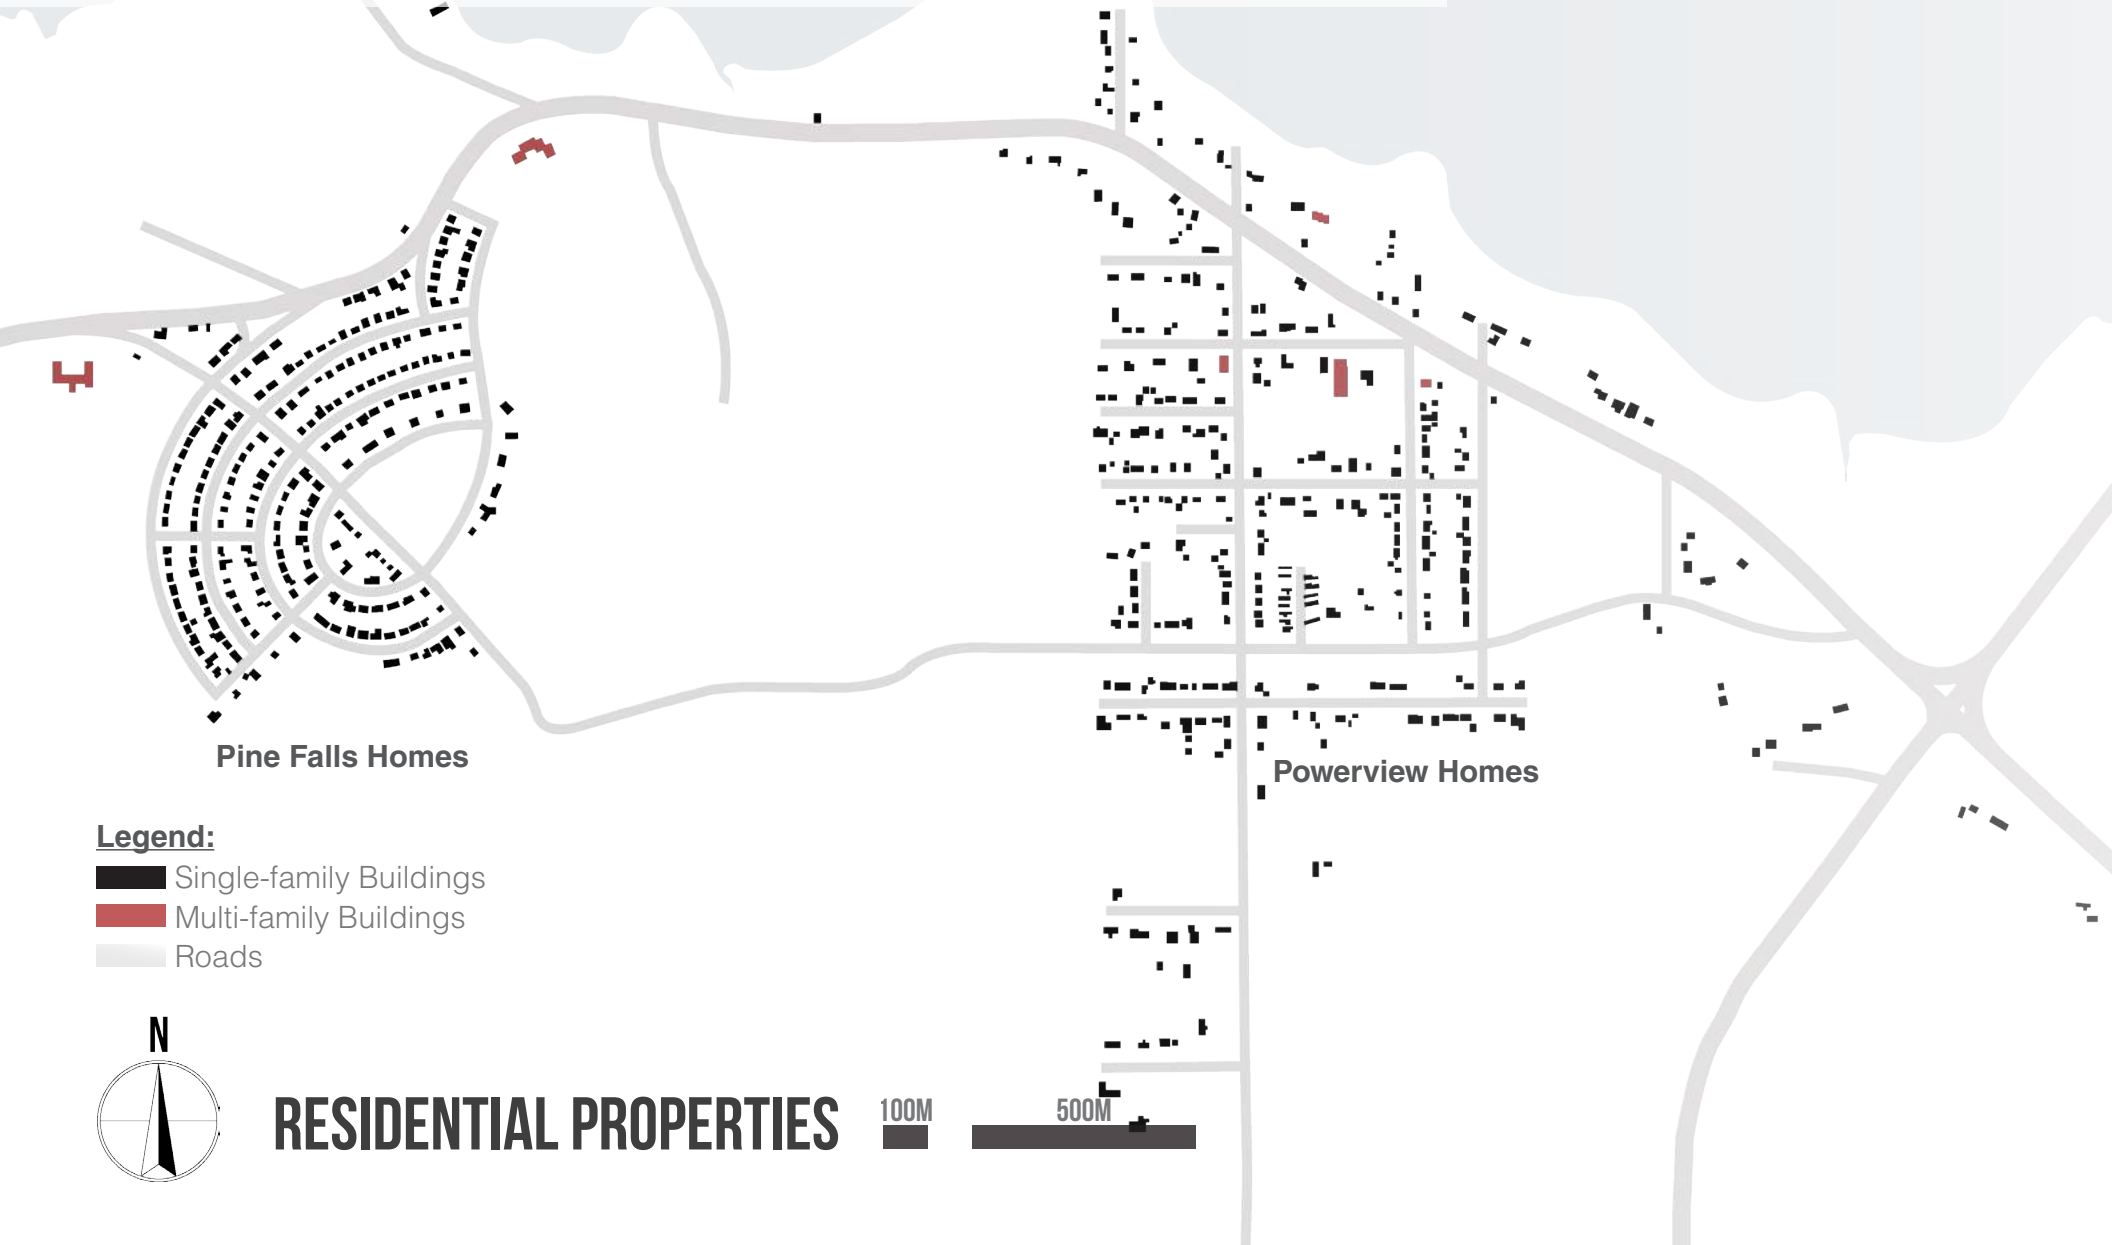 Pine Falls Homes
Powerview Homes
Legend:
Single-family Buildings
Multi-family Buildings
Roads
N
RESIDENTIAL PROPERTIES
100M
500M